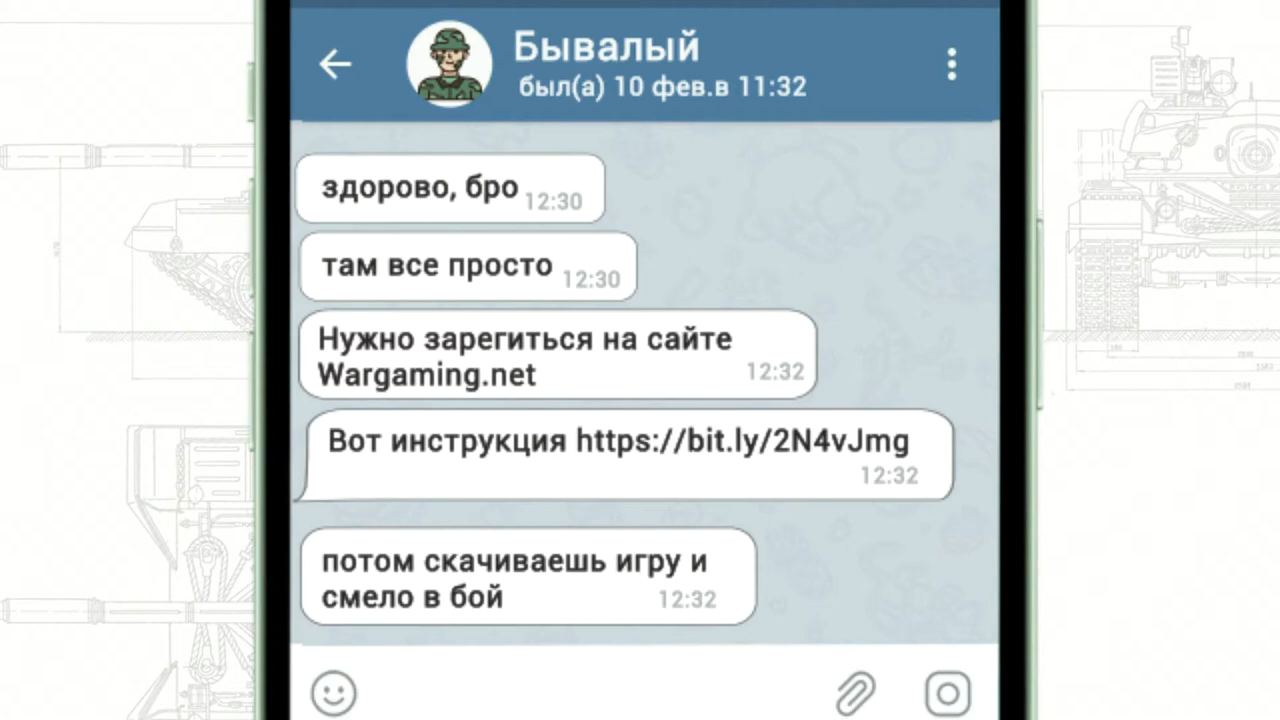 Бывалый
был(а) 10 фев.в 11:32
здорово, бро 12:30
там все просто 12:30
Нужно зарегиться на сайте
Wargaming.net 12:32
Вот инструкция https://bit.ly/2N4vJmg
12:32
потом скачиваешь игру и
смело в бой 12:32